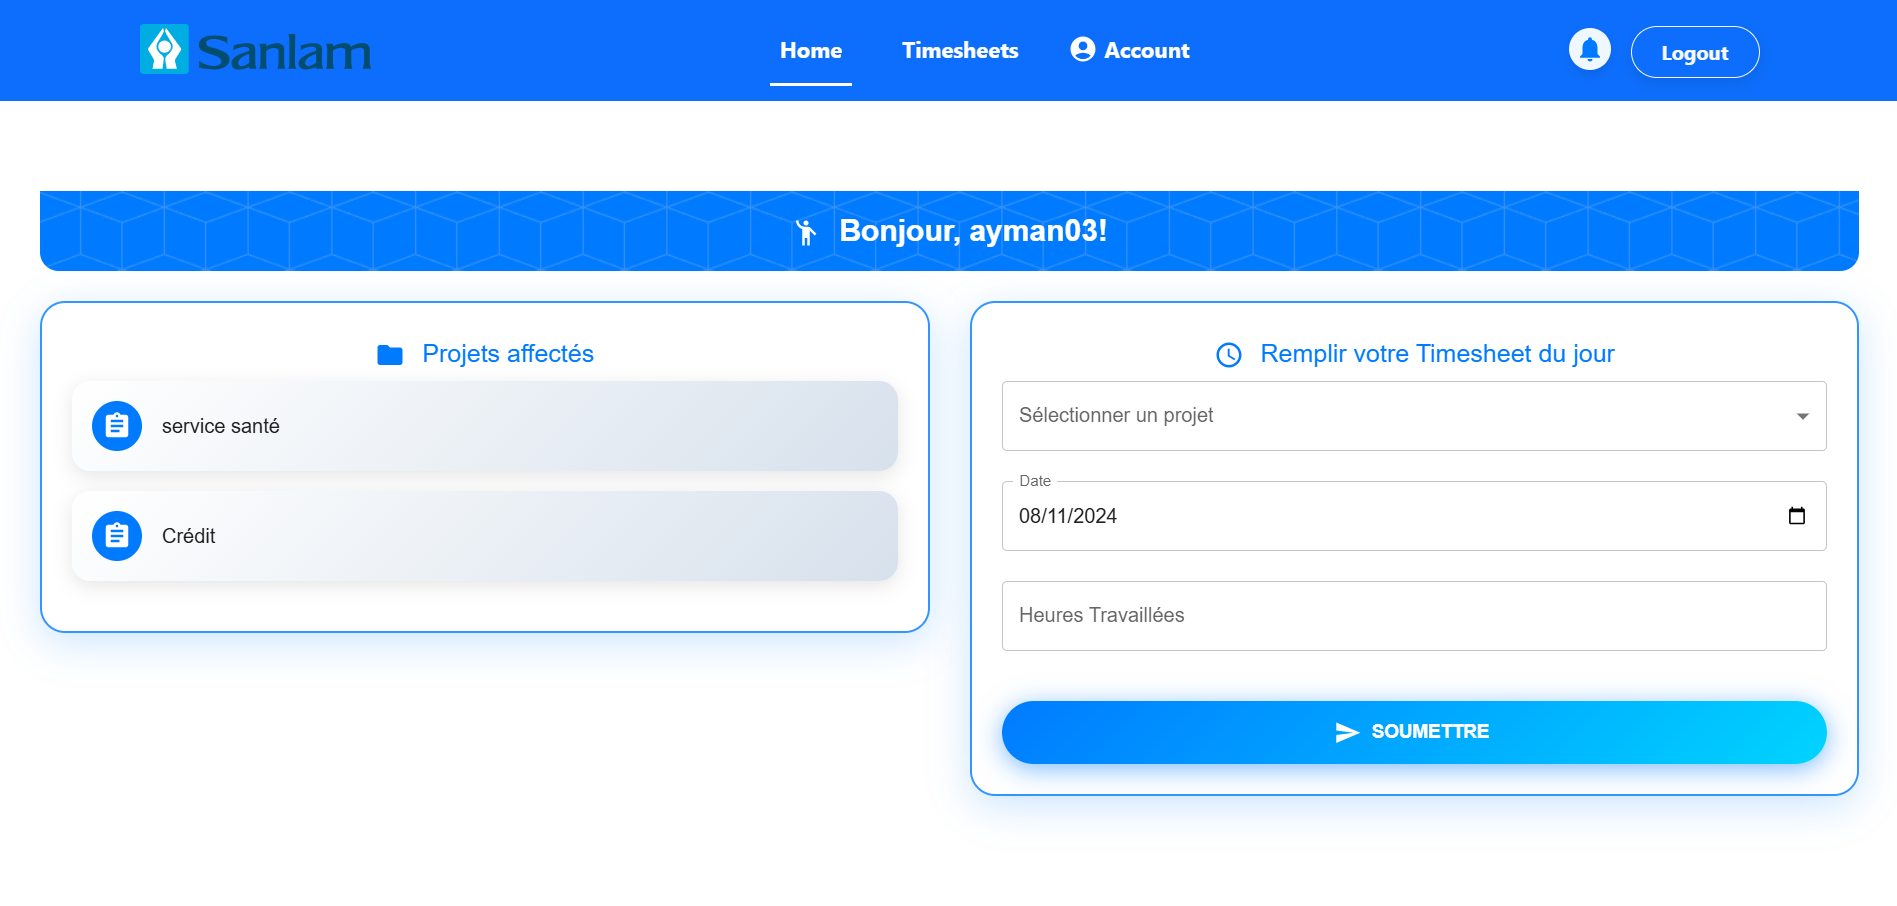 Sanlam
Home
Timesheets
Account
Logout
Bonjour, ayman03!
Projets affectés
service santé
Crédit
Remplir votre Timesheet du jour
Sélectionner un projet
Date
08/11/2024
Heures Travaillées
SOUMETTRE